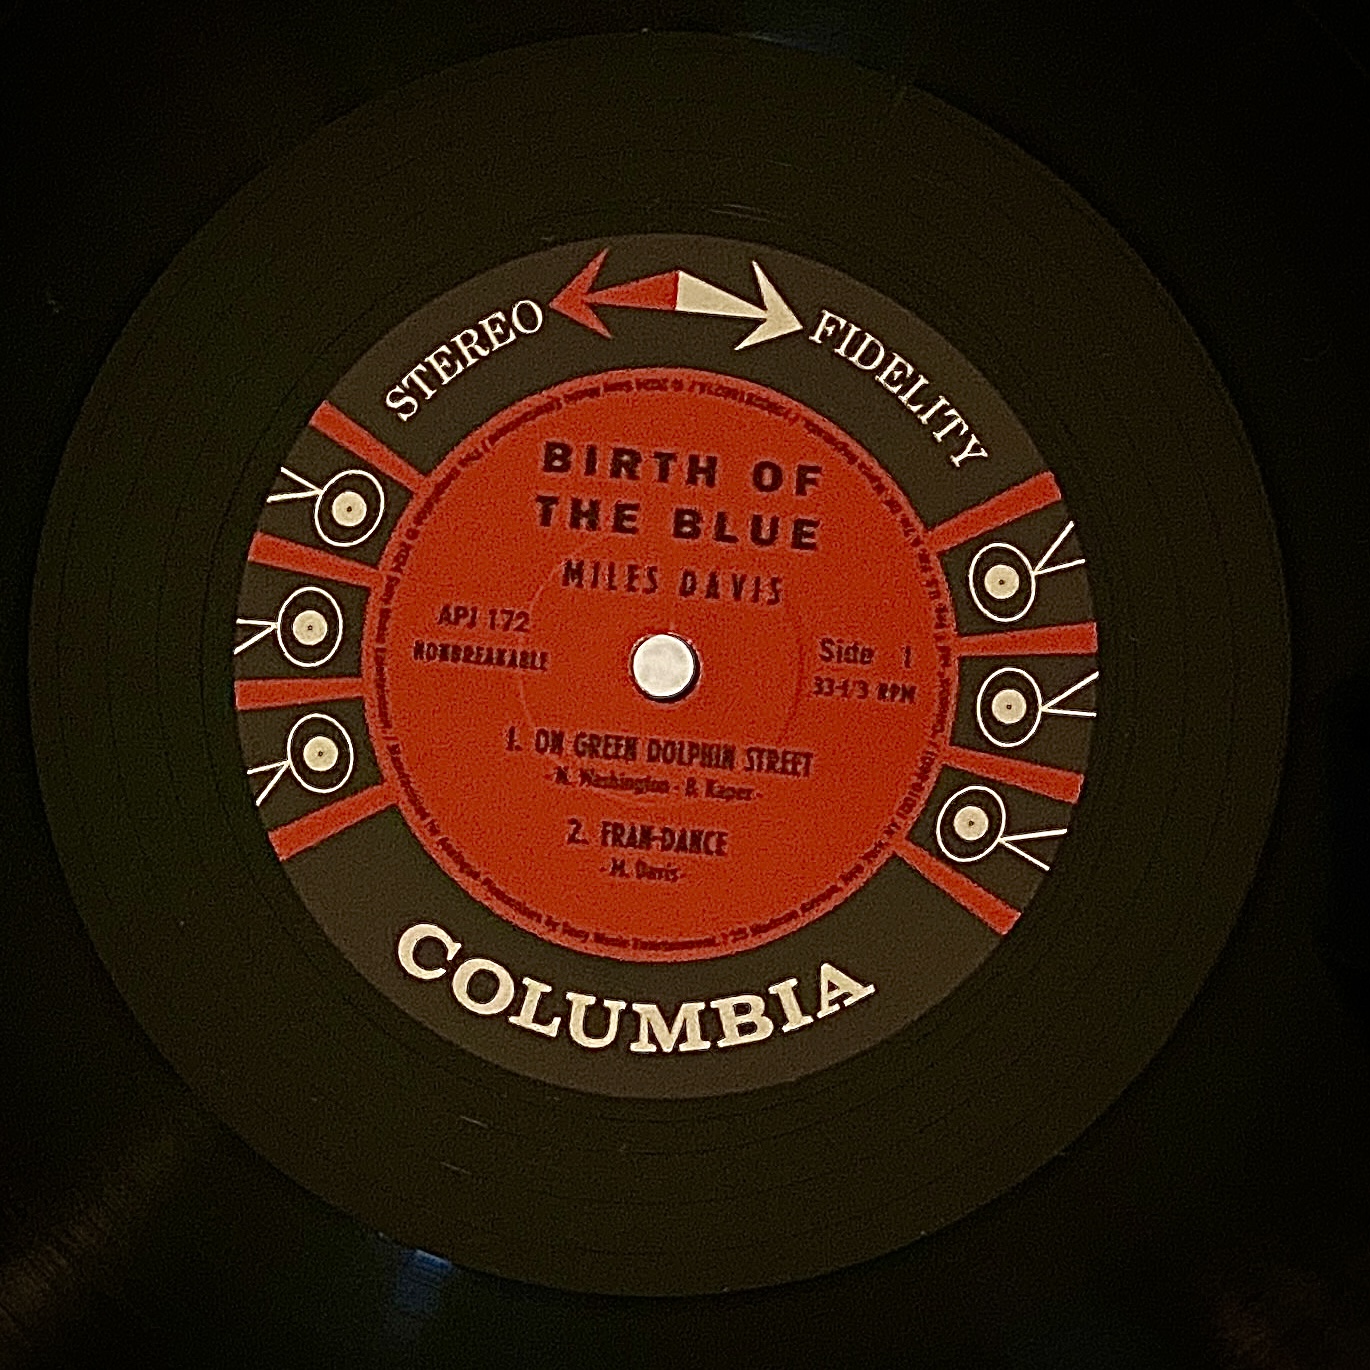 STEREO FIDELITY
BIRTH OF
THE BLUE
MILES DAVIS
APJ 172
NONBREAKABLE
Side 1
33-1/3 RPM
1. ON GREEN DOLPHIN STREET
-N. Washington - B. Kaper-
2. FRAN-DANCE
-M. Davis-
COLUMBIA